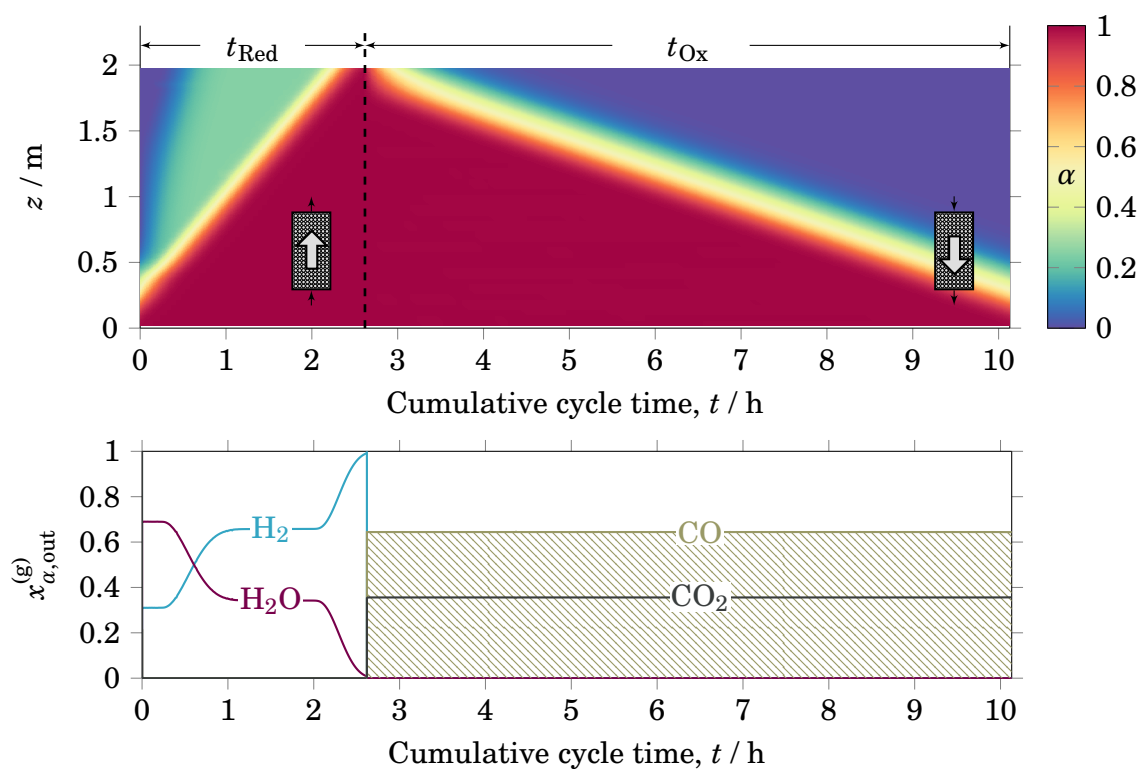 t_Red t_Ox
2
1.5
1
0.5
0
z / m
0 1 2 3 4 5 6 7 8 9 10
Cumulative cycle time, t / h
1
0.8
0.6
α
0.4
0.2
0
1
0.8
0.6
0.4
0.2
0
x_{α,out}^{(g)}
H₂
H₂O
CO
CO₂
0 1 2 3 4 5 6 7 8 9 10
Cumulative cycle time, t / h